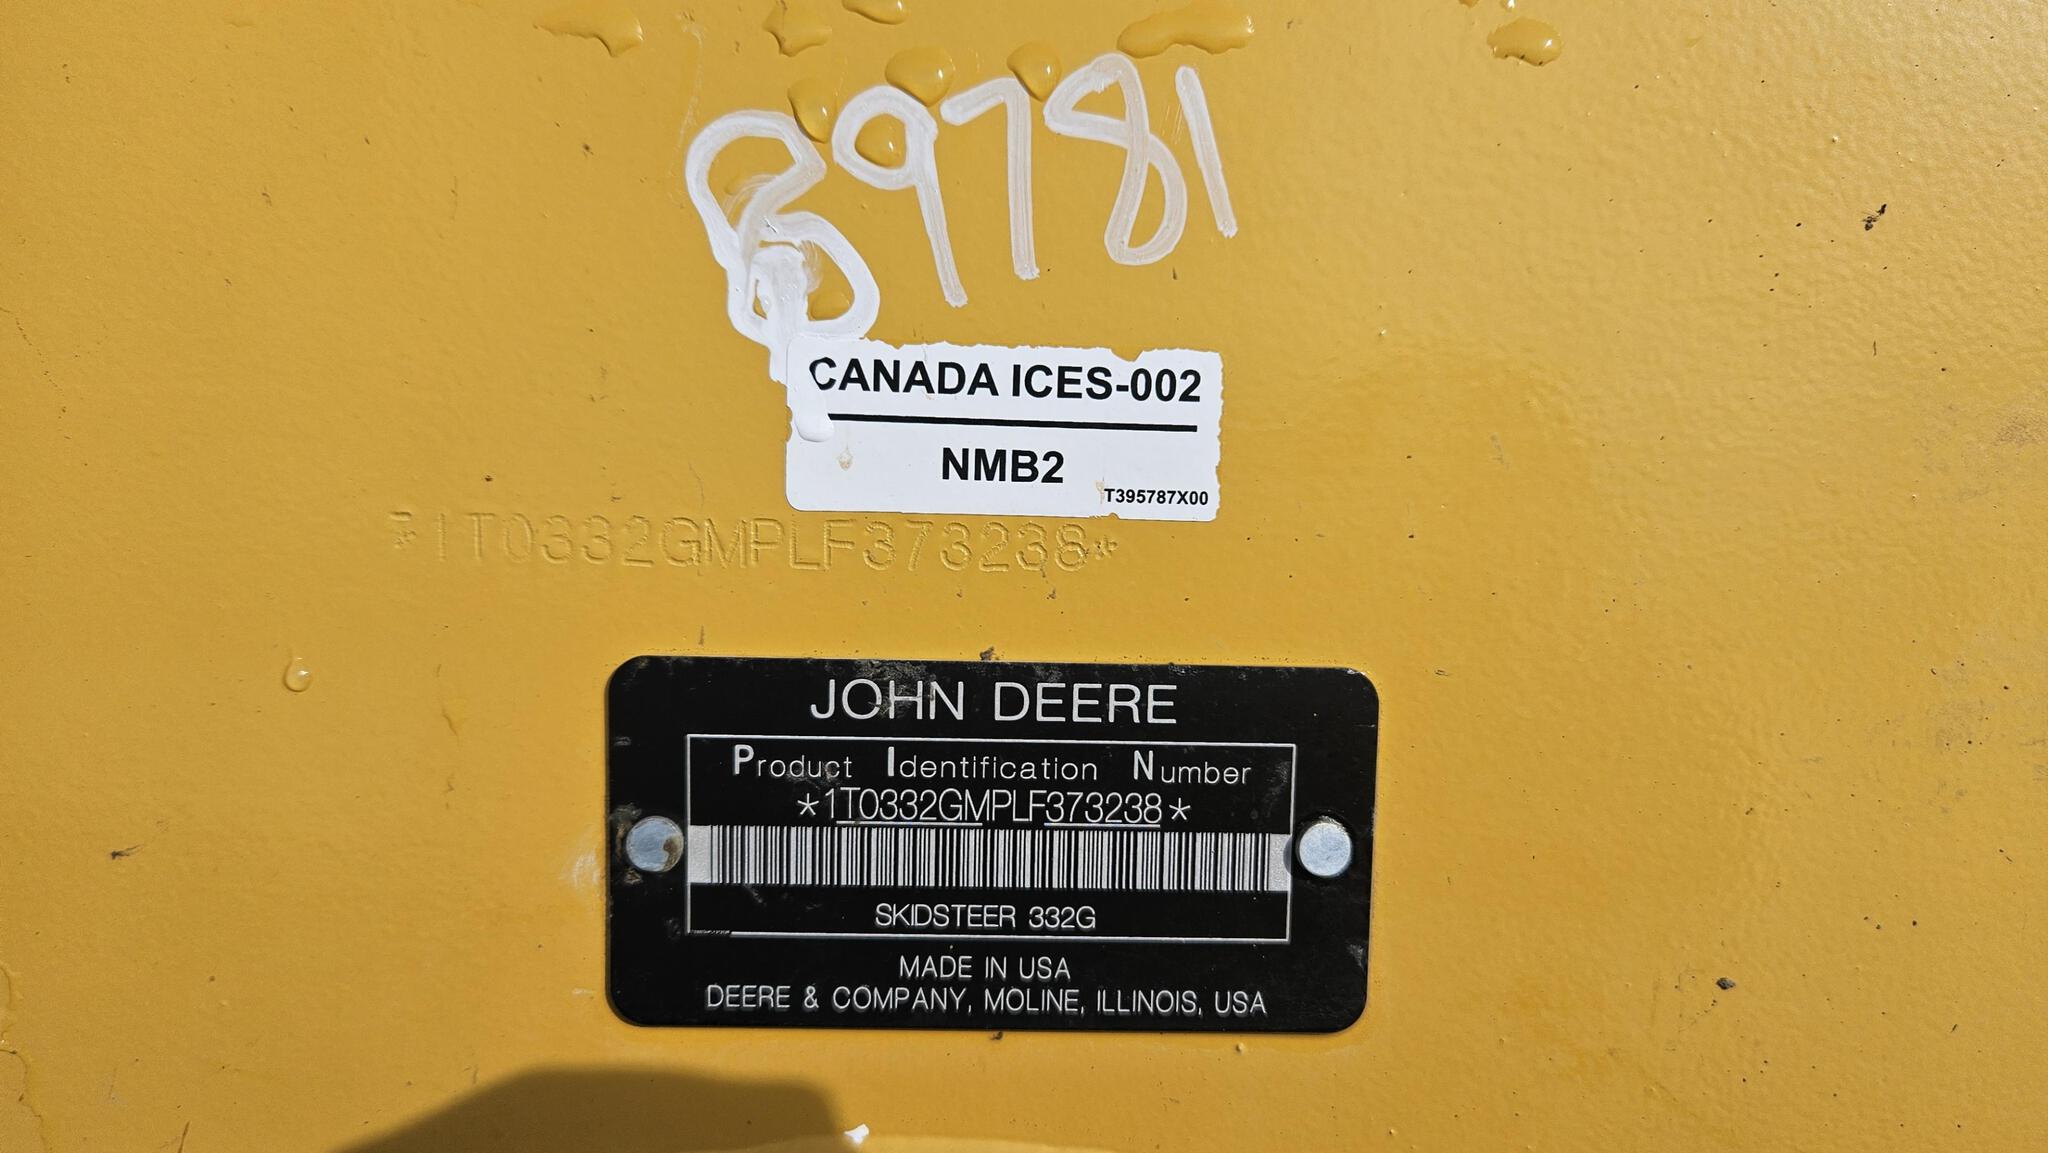 B9781
CANADA ICES-002
NMB2
T395787X00
*1T0332GMPLF373238*
JOHN DEERE
Product Identification Number
*1T0332GMPLF373238*
SKIDSTEER 332G
MADE IN USA
DEERE & COMPANY, MOLINE, ILLINOIS, USA